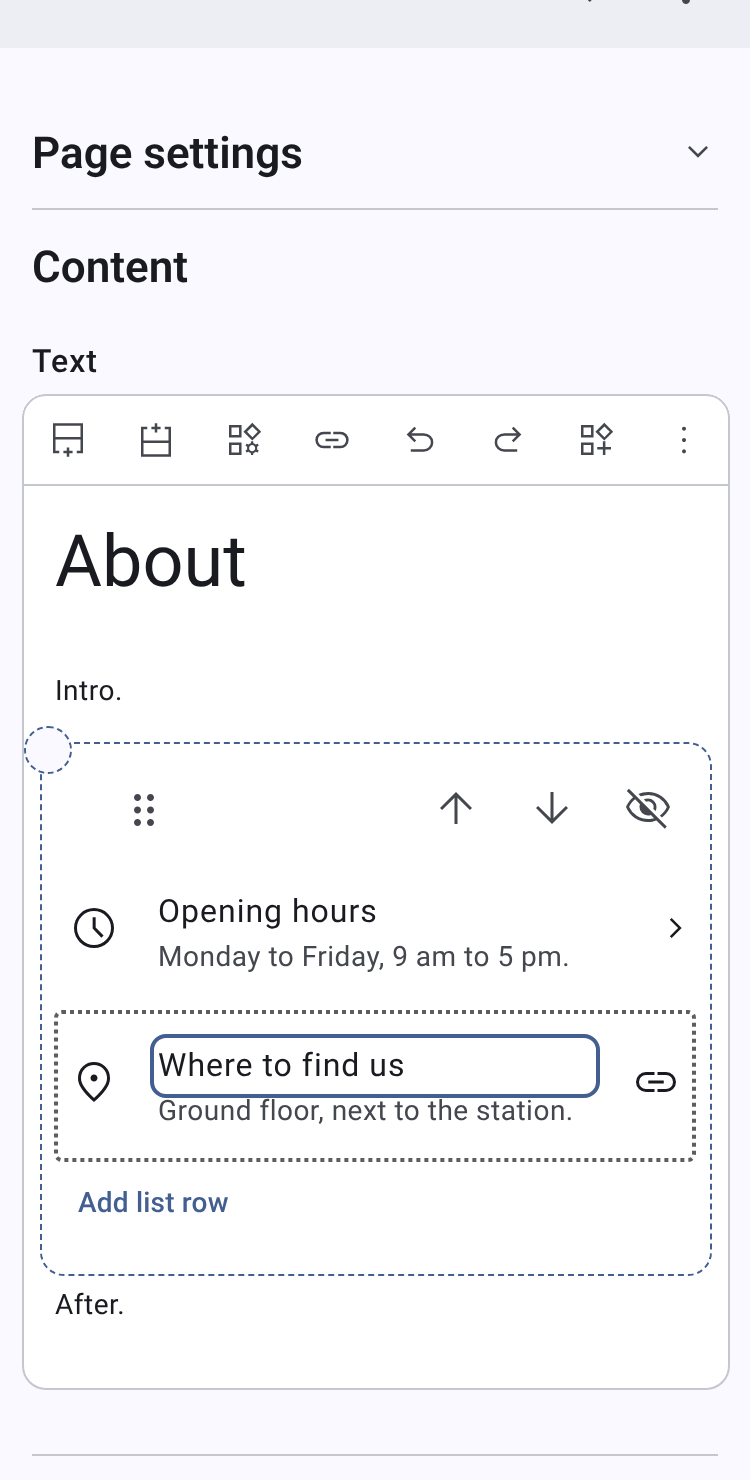 Page settings
Content
Text
About
Intro.
Opening hours
Monday to Friday, 9 am to 5 pm.
Where to find us
Ground floor, next to the station.
Add list row
After.